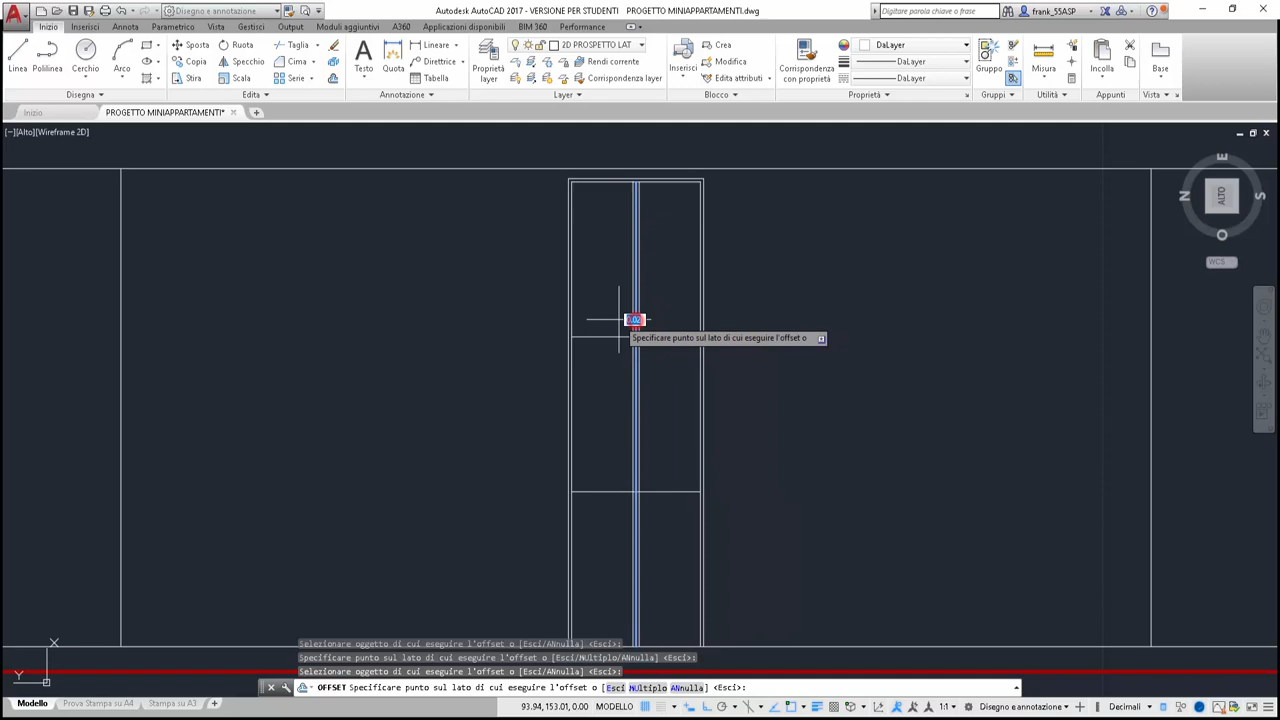 Disegno e annotazione
Autodesk AutoCAD 2017 - VERSIONE PER STUDENTI PROGETTO MINIAPPARTAMENTI.dwg
Digitare parola chiave o frase
frank_55ASP
Inizio Inserisci Annota Parametrico Vista Gestisci Output Moduli aggiuntivi A360 Applicazioni disponibili BIM 360 Performance
Linea Polilinea Cerchio Arco
Sposta Ruota Taglia
Copia Specchio Cima
Stira Scala Serie
Testo Quota
Lineare
Direttrice
Tabella
Proprietà layer
2D PROSPETTO LAT
Rendi corrente
Corrispondenza layer
Inserisci
Crea
Modifica
Edita attributi
Corrispondenza con proprietà
DaLayer
DaLayer
DaLayer
Gruppo
Misura
Incolla
Base
Disegna Edita Annotazione Layer Blocco Proprietà Gruppi Utilità Appunti Vista
Inizio PROGETTO MINIAPPARTAMENTI*
[−][Alto][Wireframe 2D]
E
N ALTO S
O
WCS
Specificare punto sul lato di cui eseguire l'offset o
X
Y
Selezionare oggetto di cui eseguire l'offset o [Esci/ANnulla] <Esci>:
Specificare punto sul lato di cui eseguire l'offset o [Esci/MUltiplo/ANnulla] <Esci>:
Selezionare oggetto di cui eseguire l'offset o [Esci/ANnulla] <Esci>:
OFFSET Specificare punto sul lato di cui eseguire l'offset o [Esci MUltiplo ANnulla] <Esci>:
Modello Prova Stampa su A4 Stampa su A3
93.94, 153.01, 0.00 MODELLO
1:1
Disegno e annotazione
Decimali